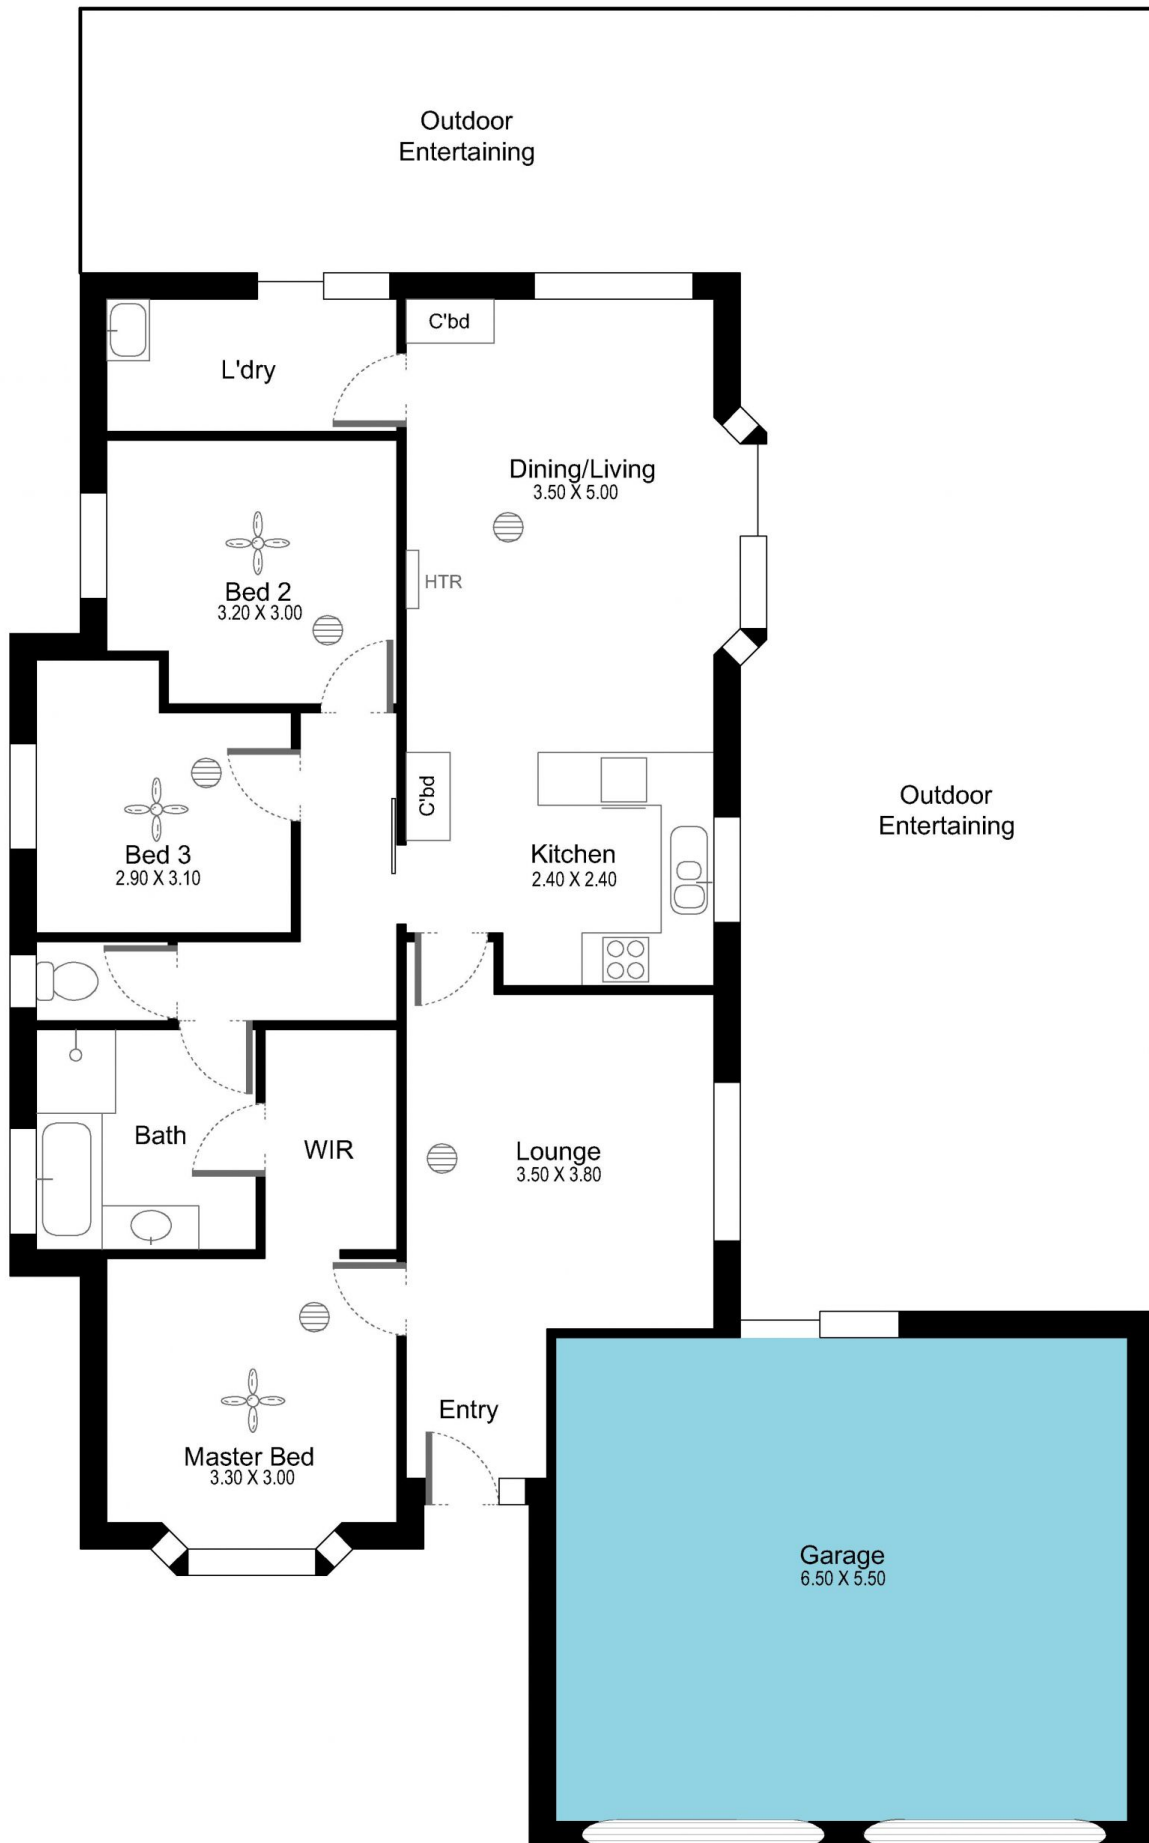 Outdoor
Entertaining
C'bd
L'dry
Dining/Living
3.50 X 5.00
HTR
Bed 2
3.20 X 3.00
C'bd
Outdoor
Entertaining
Kitchen
2.40 X 2.40
Bed 3
2.90 X 3.10
Bath
WIR
Lounge
3.50 X 3.80
Entry
Master Bed
3.30 X 3.00
Garage
6.50 X 5.50